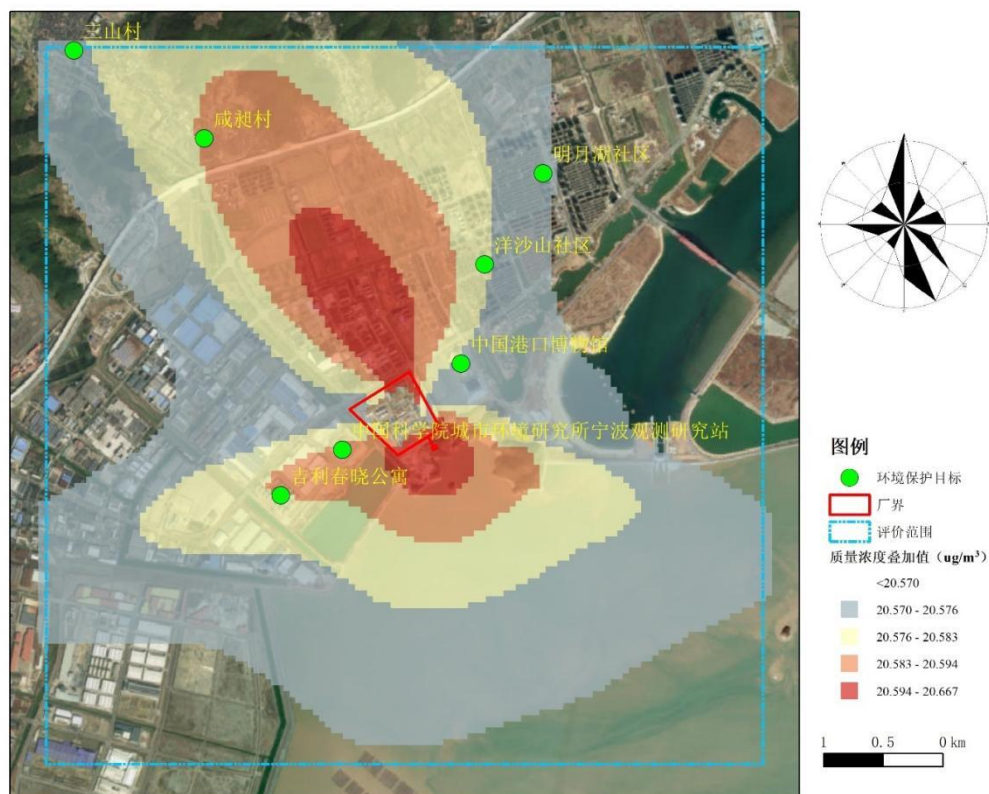 三山村
咸昶村
明月湖社区
洋沙山社区
中国港口博物馆
中国科学院城市环境研究所宁波观测研究站
吉利春晓公寓
图例
环境保护目标
厂界
评价范围
质量浓度叠加值（ug/m³）
<20.570
20.570 - 20.576
20.576 - 20.583
20.583 - 20.594
20.594 - 20.667
1 0.5 0 km